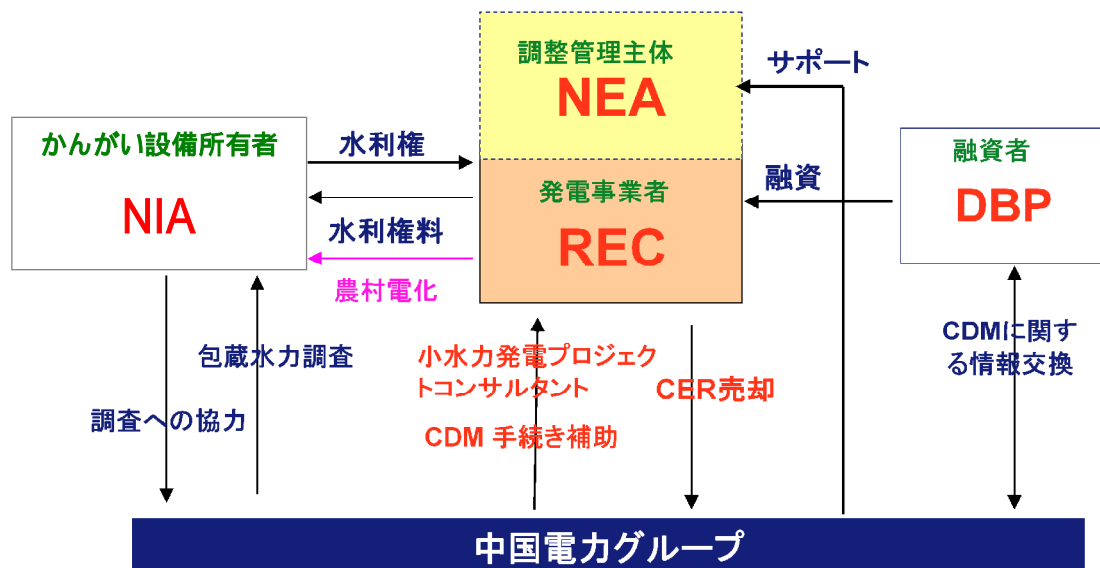 調整管理主体
NEA
サポート
かんがい設備所有者
NIA
水利権
水利権料
農村電化
発電事業者
REC
融資
融資者
DBP
包蔵水力調査
調査への協力
小水力発電プロジェク
トコンサルタント
CDM 手続き補助
CER売却
CDMに関す
る情報交換
中国電力グループ